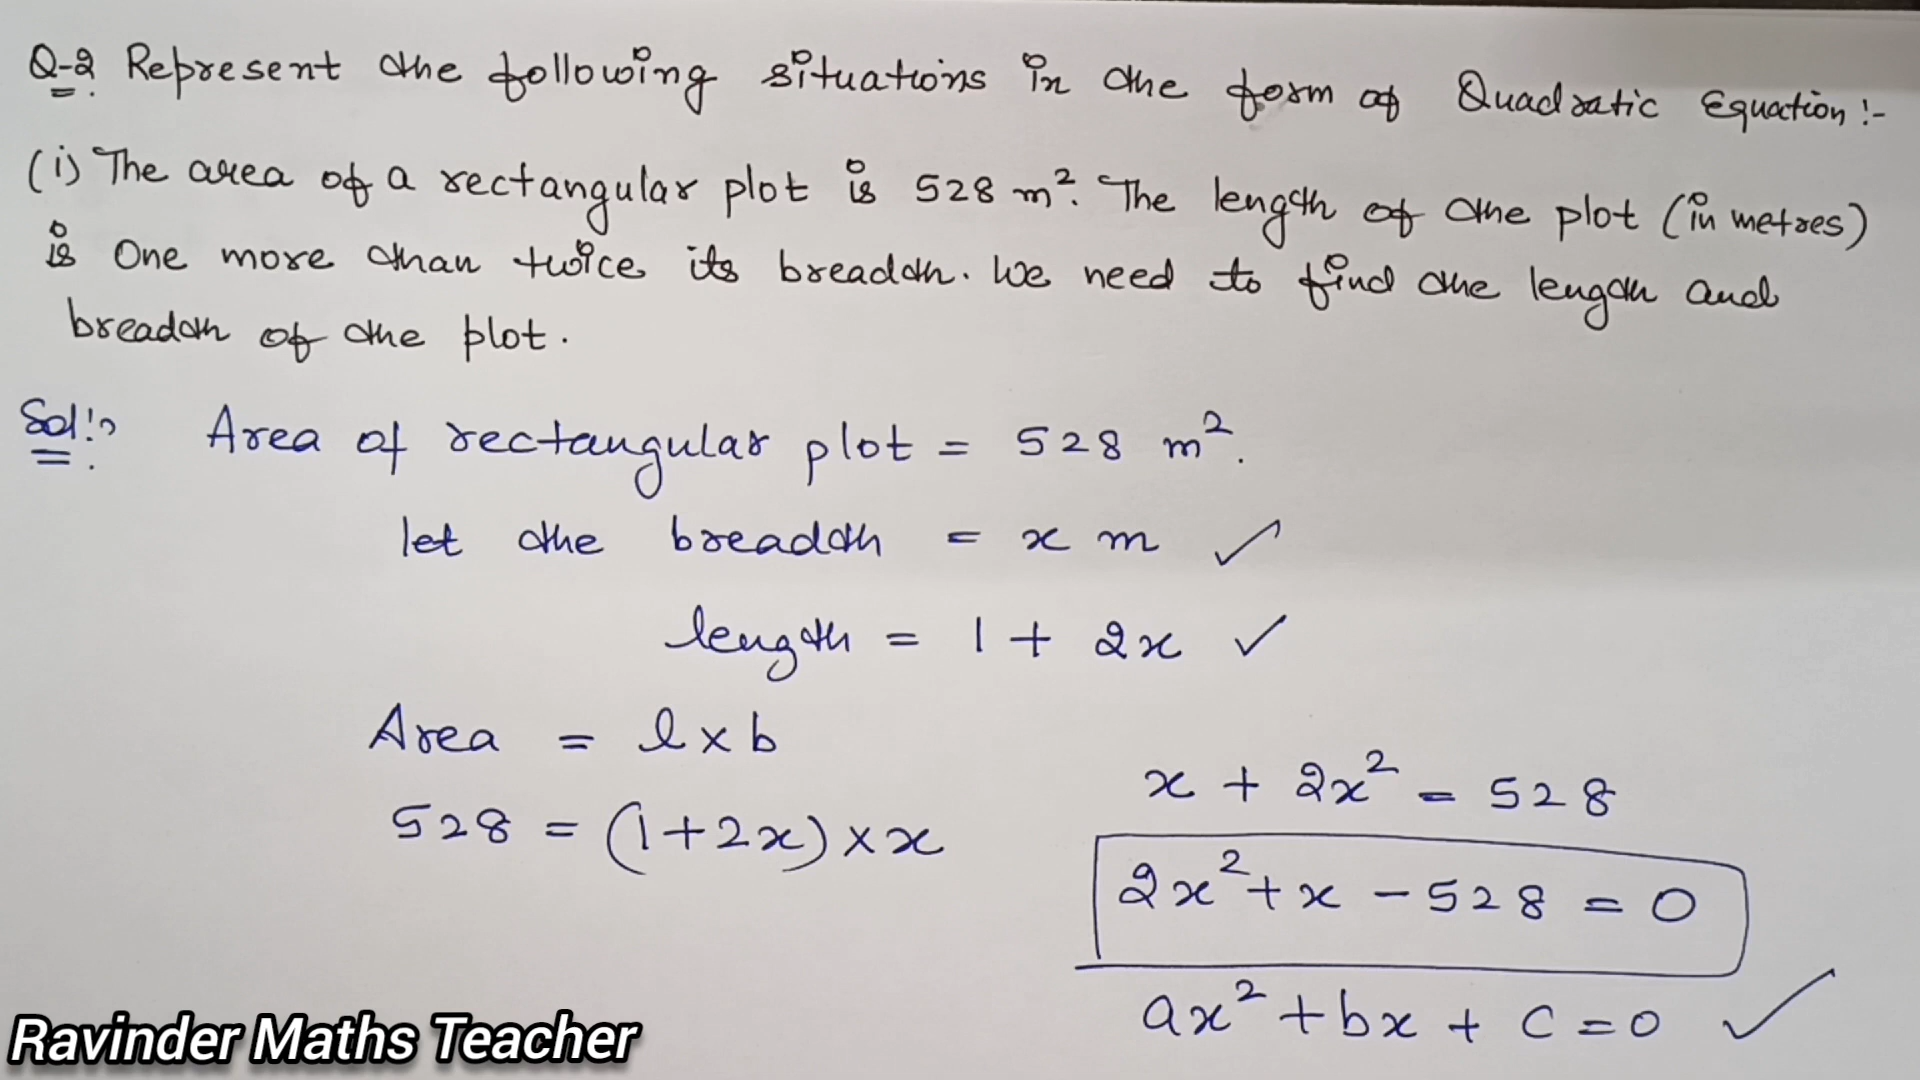 Q-2. Represent the following situations in the form of Quadratic Equation :-
(i) The area of a rectangular plot is 528 m². The length of the plot (in metres)
is One more than twice its breadth. We need to find the length and
breadth of the plot.
Sol:
Area of rectangular plot = 528 m².
let the breadth = x m ✓
length = 1 + 2x ✓
Area = l × b
528 = (1+2x) × x
x + 2x² = 528
2x² + x - 528 = 0
ax² + bx + c = 0 ✓
Ravinder Maths Teacher